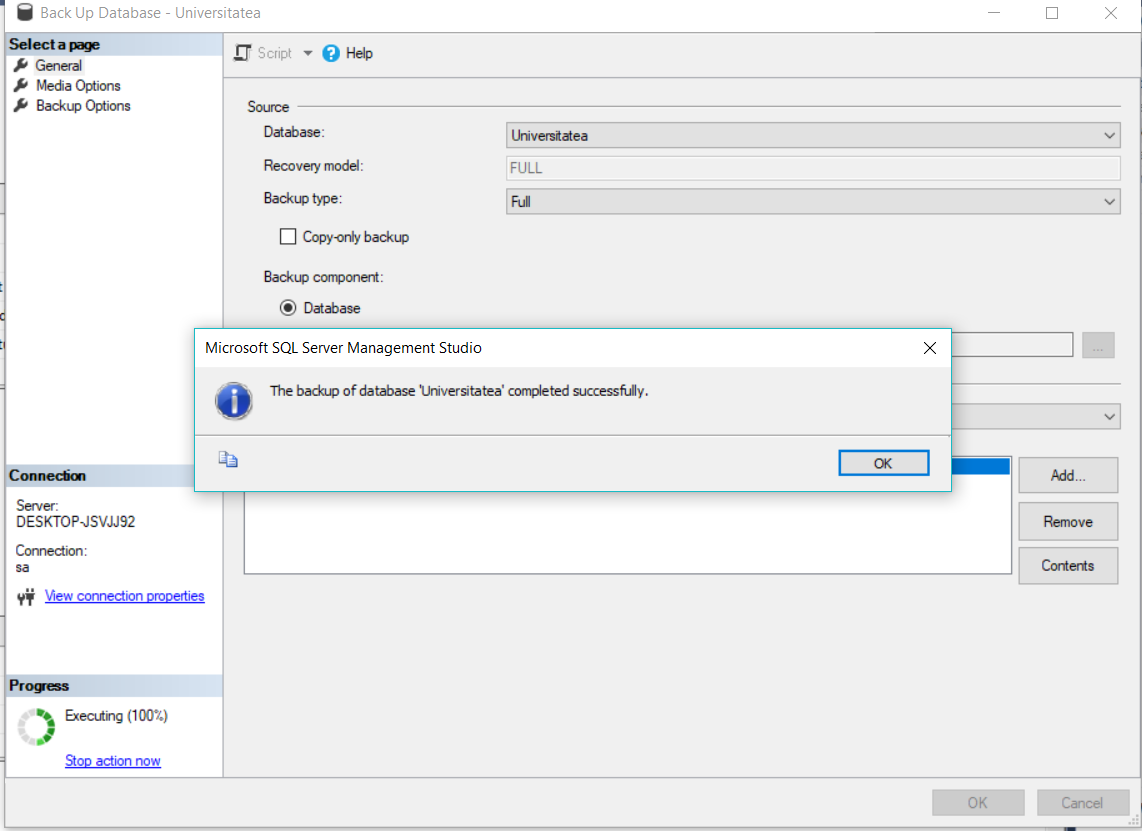 Back Up Database - Universitatea
Select a page
General
Media Options
Backup Options
Script
Help
Source
Database:
Universitatea
Recovery model:
FULL
Backup type:
Full
Copy-only backup
Backup component:
Database
...
Microsoft SQL Server Management Studio
The backup of database 'Universitatea' completed successfully.
OK
Add...
Remove
Contents
Connection
Server:
DESKTOP-JSVJJ92
Connection:
sa
View connection properties
Progress
Executing (100%)
Stop action now
OK
Cancel